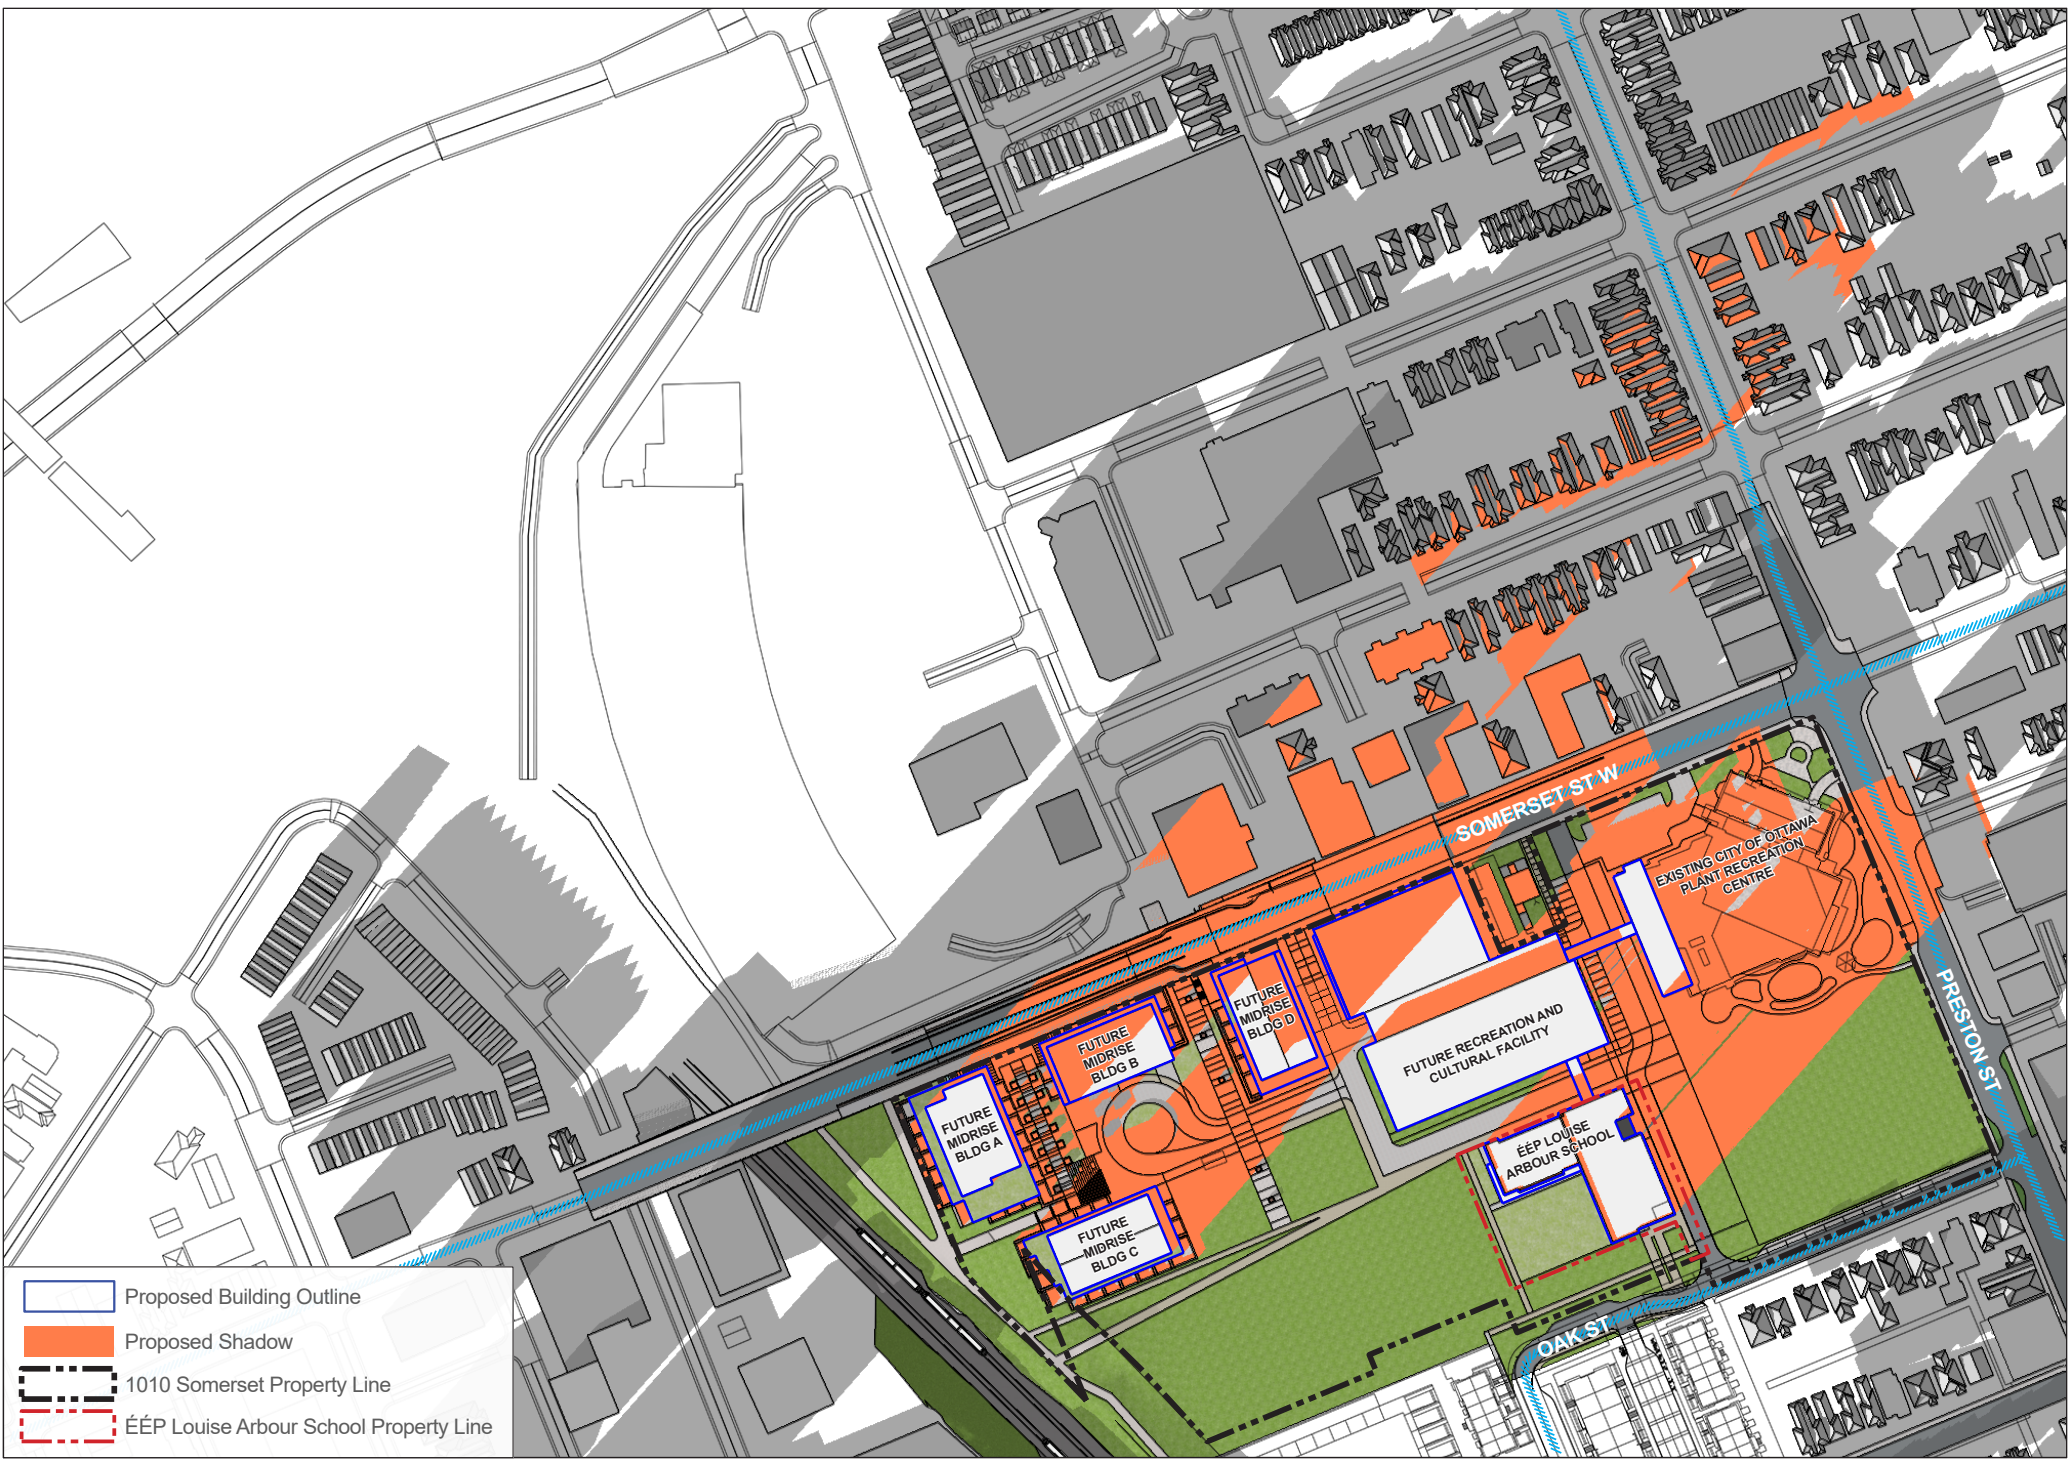 SOMERSET ST W
EXISTING CITY OF OTTAWA
PLANT RECREATION
CENTRE
PRESTON ST
FUTURE
MIDRISE
BLDG D
FUTURE
MIDRISE
BLDG B
FUTURE RECREATION AND
CULTURAL FACILITY
FUTURE
MIDRISE
BLDG A
ÉÉP LOUISE
ARBOUR SCHOOL
FUTURE
MIDRISE
BLDG C
OAK ST
Proposed Building Outline
Proposed Shadow
1010 Somerset Property Line
ÉÉP Louise Arbour School Property Line